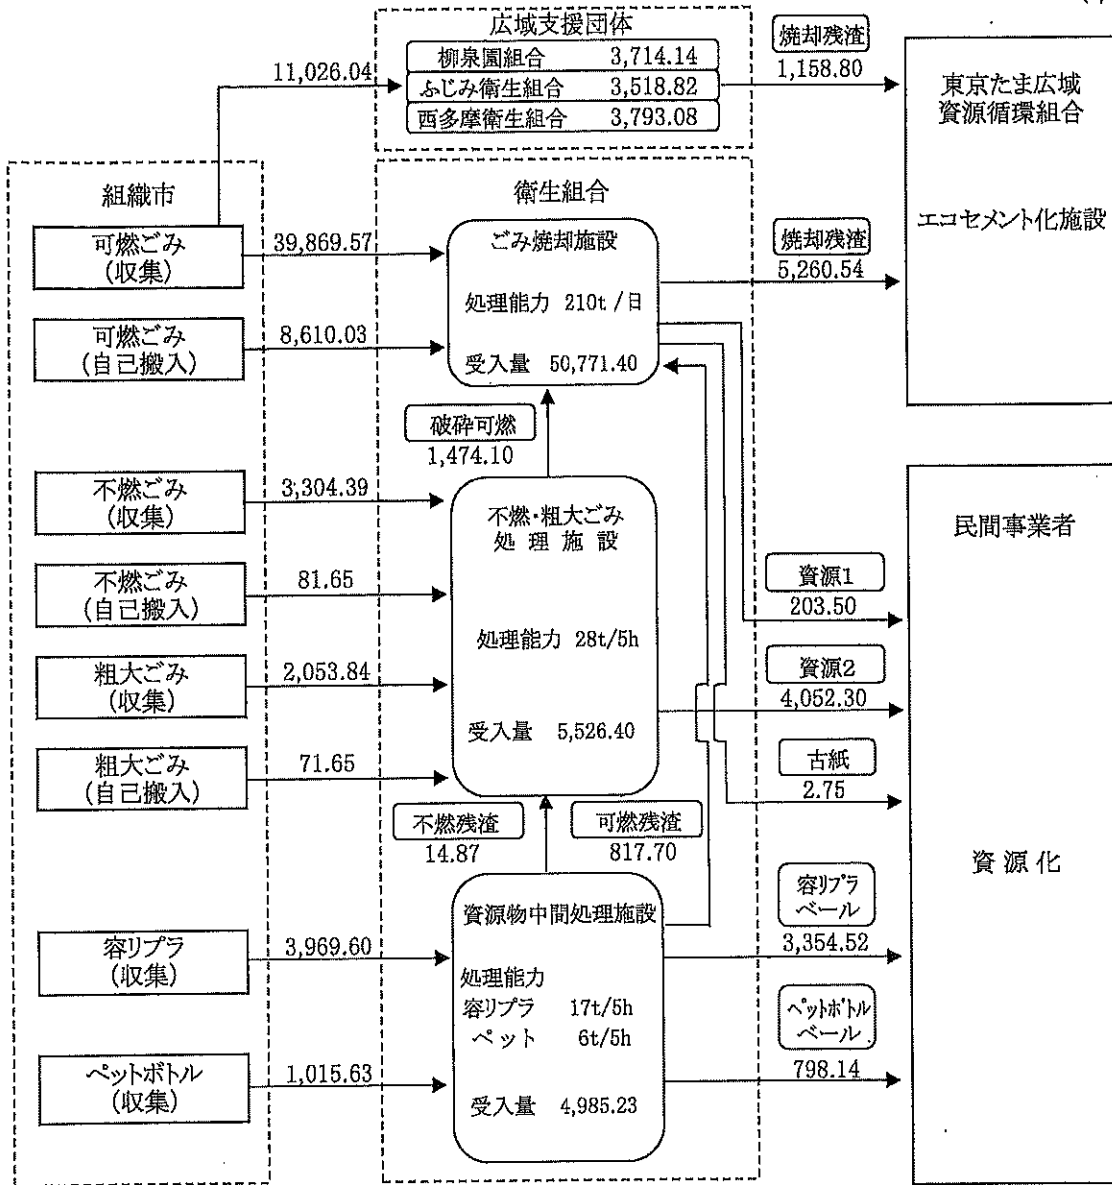 広域支援団体
柳泉園組合 3,714.14
ふじみ衛生組合 3,518.82
西多摩衛生組合 3,793.08
11,026.04
焼却残渣
1,158.80
東京たま広域
資源循環組合
エコセメント化施設
組織市
衛生組合
可燃ごみ
(収集)
39,869.57
ごみ焼却施設
処理能力 210t/日
受入量 50,771.40
焼却残渣
5,260.54
可燃ごみ
(自己搬入)
8,610.03
破砕可燃
1,474.10
不燃ごみ
(収集)
3,304.39
不燃・粗大ごみ
処理施設
処理能力 28t/5h
受入量 5,526.40
民間事業者
資源化
不燃ごみ
(自己搬入)
81.65
資源1
203.50
粗大ごみ
(収集)
2,053.84
資源2
4,052.30
粗大ごみ
(自己搬入)
71.65
古紙
2.75
不燃残渣
14.87
可燃残渣
817.70
容リプラ
(収集)
3,969.60
資源物中間処理施設
処理能力
容リプラ 17t/5h
ペット 6t/5h
受入量 4,985.23
容リプラ
ベール
3,354.52
ペットボトル
(収集)
1,015.63
ペットボトル
ベール
798.14